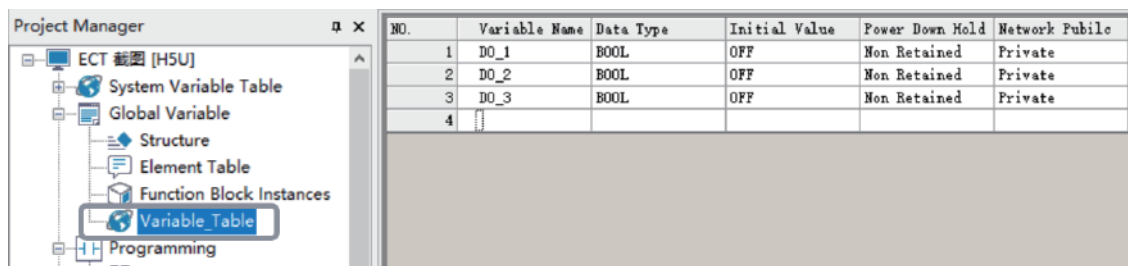 Project Manager
ECT 截图 [H5U]
System Variable Table
Global Variable
Structure
Element Table
Function Block Instances
Variable_Table
Programming
NO. Variable Name Data Type Initial Value Power Down Hold Network Pubilc
1 DO_1 BOOL OFF Non Retained Private
2 DO_2 BOOL OFF Non Retained Private
3 DO_3 BOOL OFF Non Retained Private
4